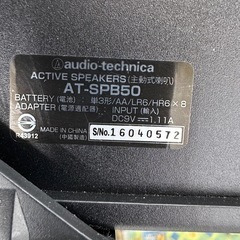 audio-technica
ACTIVE SPEAKERS (主動式喇叭)
AT-SPB50
BATTERY (電池) : 単3形/AA/LR6/HR6×8
ADAPTER (電源適配器) : INPUT (輸入)
DC9V ⎓ 1.11A
MADE IN CHINA
(中國製造)
S/No. 16040572
R43912